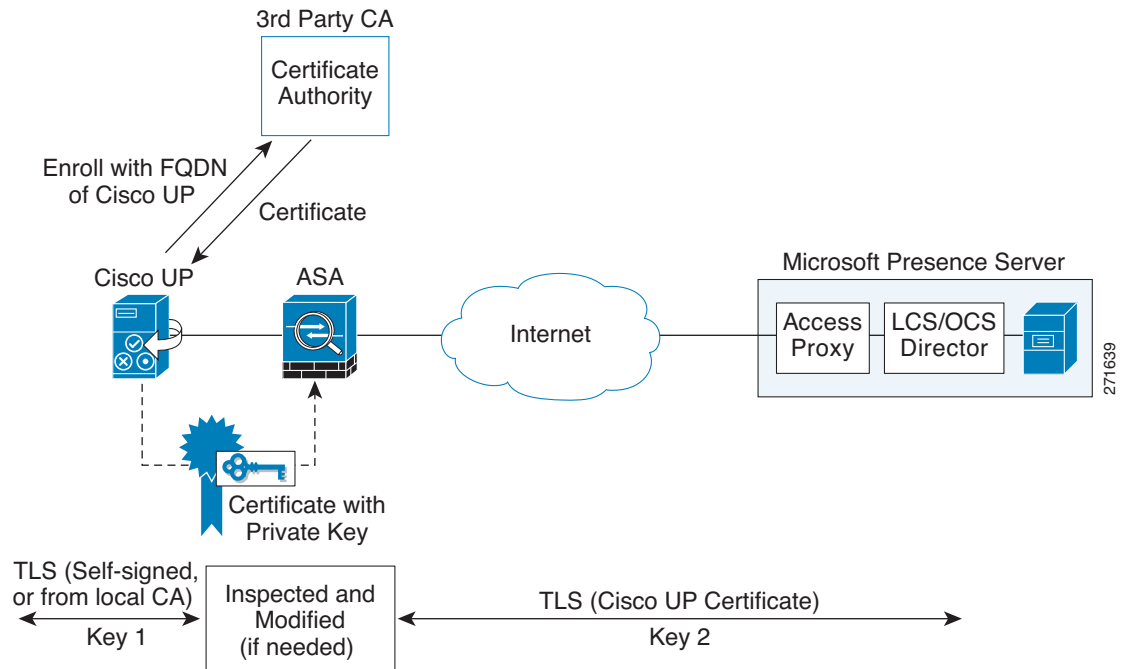 3rd Party CA
Certificate
Authority
Enroll with FQDN
of Cisco UP
Certificate
Cisco UP
ASA
Internet
Microsoft Presence Server
Access
Proxy
LCS/OCS
Director
271639
Certificate with
Private Key
TLS (Self-signed,
or from local CA)
Key 1
Inspected and
Modified
(if needed)
TLS (Cisco UP Certificate)
Key 2